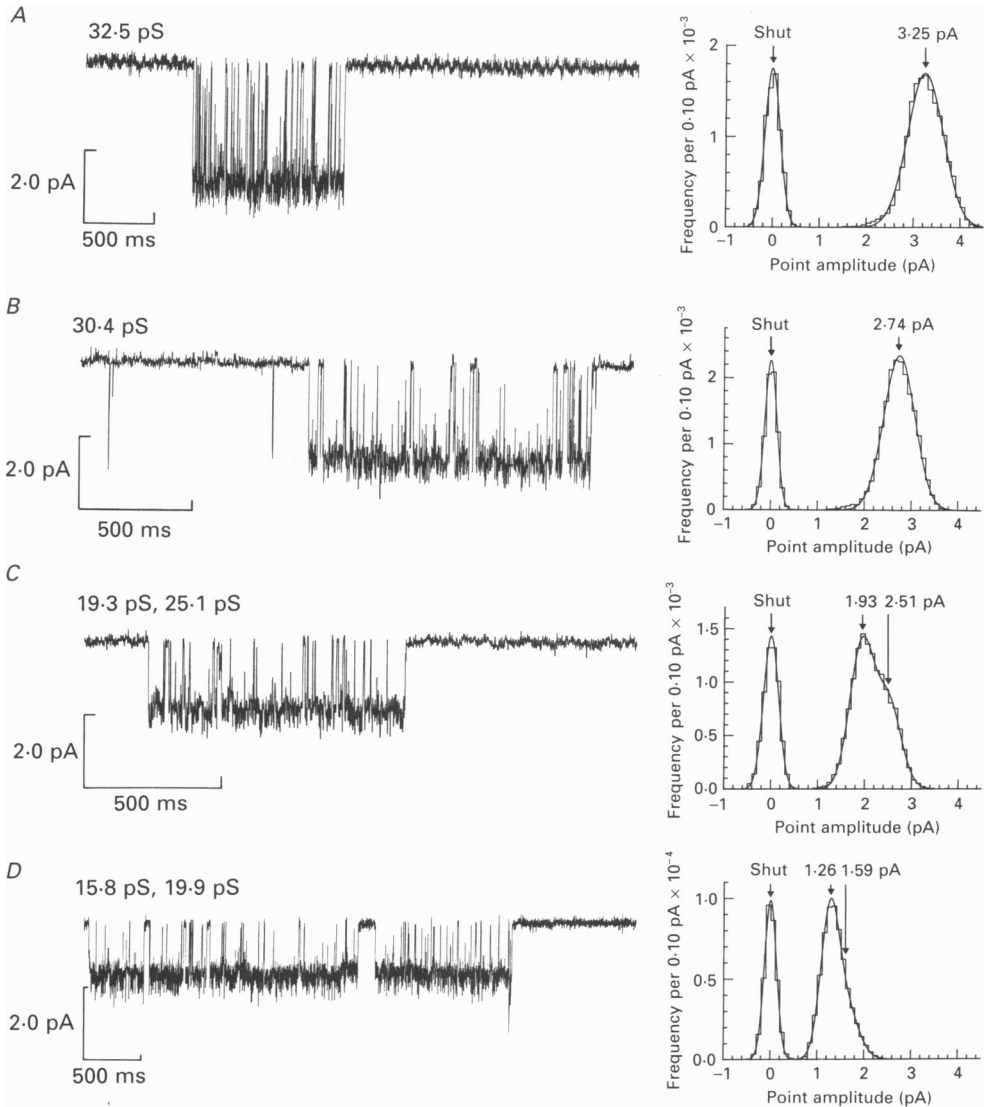 A
32·5 pS
2·0 pA
500 ms
Frequency per 0·10 pA × 10⁻³
2
1
0
Shut
3·25 pA
−1 0 1 2 3 4
Point amplitude (pA)
B
30·4 pS
2·0 pA
500 ms
Frequency per 0·10 pA × 10⁻³
2
1
0
Shut
2·74 pA
−1 0 1 2 3 4
Point amplitude (pA)
C
19·3 pS, 25·1 pS
2·0 pA
500 ms
Frequency per 0·10 pA × 10⁻³
1·5
1·0
0·5
0·0
Shut
1·93 2·51 pA
−1 0 1 2 3 4
Point amplitude (pA)
D
15·8 pS, 19·9 pS
2·0 pA
500 ms
Frequency per 0·10 pA × 10⁻⁴
1·0
0·5
0·0
Shut
1·26 1·59 pA
−1 0 1 2 3 4
Point amplitude (pA)